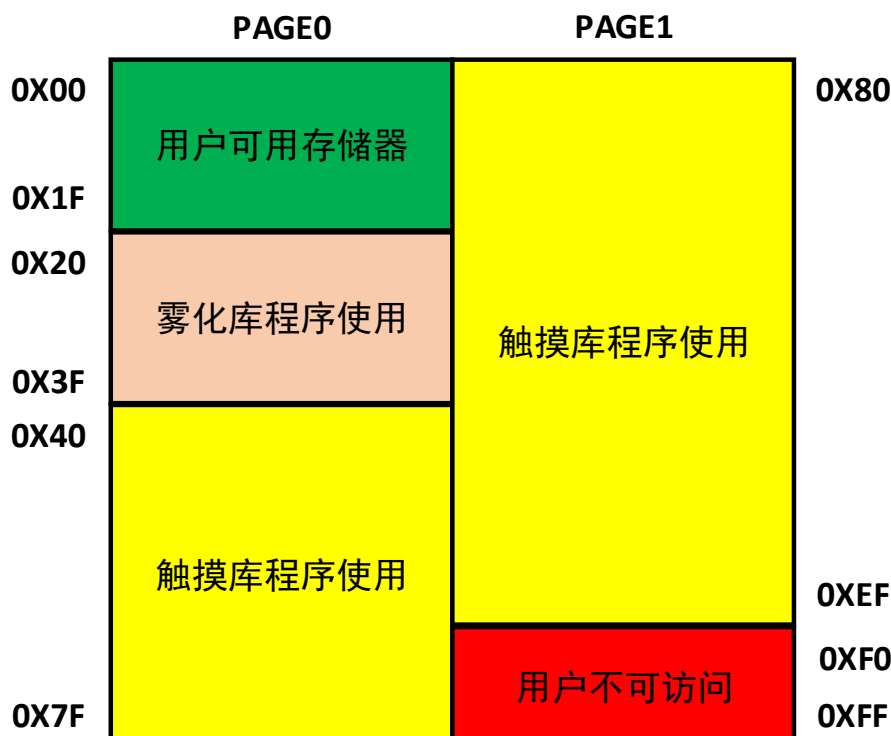 PAGE0 PAGE1
0X00 0X80
用户可用存储器
0X1F
0X20
雾化库程序使用
触摸库程序使用
0X3F
0X40
触摸库程序使用
0XEF
0XF0
用户不可访问
0X7F 0XFF